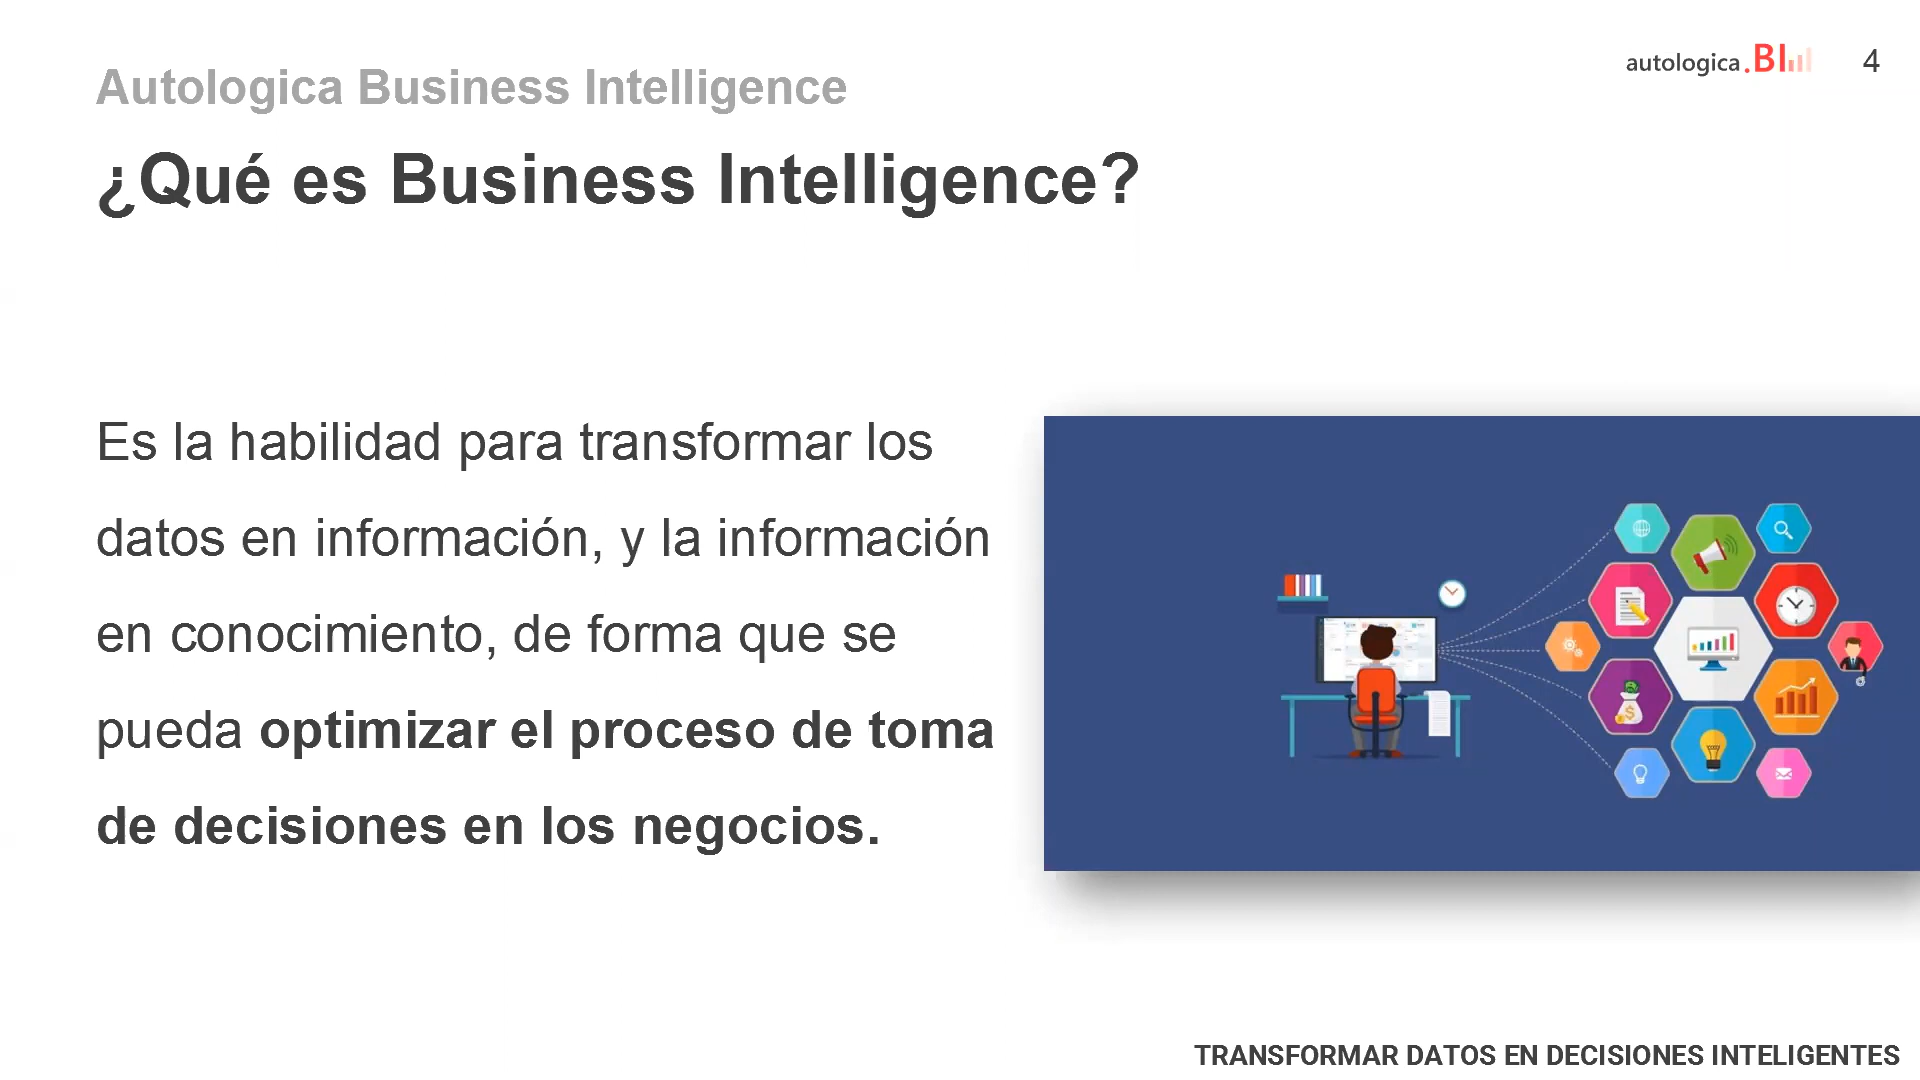 Autologica Business Intelligence
autologica.BI
4
¿Qué es Business Intelligence?
Es la habilidad para transformar los
datos en información, y la información
en conocimiento, de forma que se
pueda optimizar el proceso de toma
de decisiones en los negocios.
TRANSFORMAR DATOS EN DECISIONES INTELIGENTES